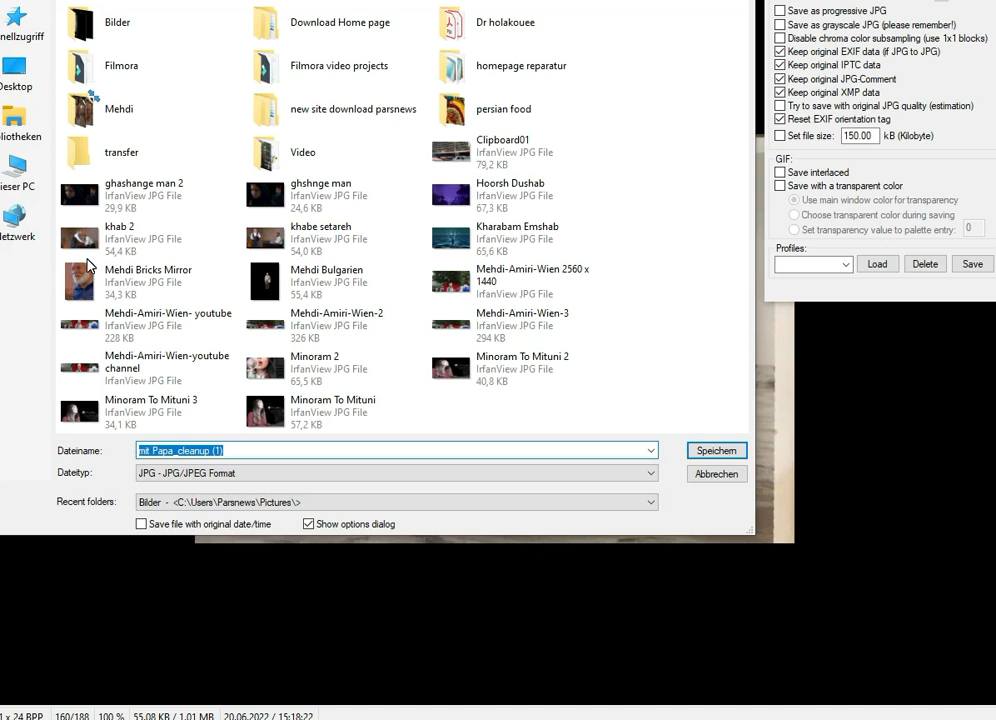 nellzugriff
Desktop
bliotheken
ieser PC
letzwerk
Bilder
Download Home page
Dr holakouee
Filmora
Filmora video projects
homepage reparatur
Mehdi
new site download parsnews
persian food
transfer
Video
Clipboard01
IrfanView JPG File
79,2 KB
ghashange man 2
IrfanView JPG File
29,9 KB
ghshnge man
IrfanView JPG File
24,6 KB
Hoorsh Dushab
IrfanView JPG File
67,3 KB
khab 2
IrfanView JPG File
54,4 KB
khabe setareh
IrfanView JPG File
54,0 KB
Kharabam Emshab
IrfanView JPG File
65,6 KB
Mehdi Bricks Mirror
IrfanView JPG File
34,3 KB
Mehdi Bulgarien
IrfanView JPG File
55,4 KB
Mehdi-Amiri-Wien 2560 x
1440
IrfanView JPG File
Mehdi-Amiri-Wien- youtube
IrfanView JPG File
228 KB
Mehdi-Amiri-Wien-2
IrfanView JPG File
326 KB
Mehdi-Amiri-Wien-3
IrfanView JPG File
294 KB
Mehdi-Amiri-Wien-youtube
channel
IrfanView JPG File
Minoram 2
IrfanView JPG File
65,5 KB
Minoram To Mituni 2
IrfanView JPG File
40,8 KB
Minoram To Mituni 3
IrfanView JPG File
34,1 KB
Minoram To Mituni
IrfanView JPG File
57,2 KB
Dateiname:
mit Papa_cleanup (1)
Speichern
Dateityp:
JPG - JPG/JPEG Format
Abbrechen
Recent folders:
Bilder - <C:\Users\Parsnews\Pictures\>
Save file with original date/time
Show options dialog
Save as progressive JPG
Save as grayscale JPG (please remember!)
Disable chroma color subsampling (use 1x1 blocks)
Keep original EXIF data (if JPG to JPG)
Keep original IPTC data
Keep original JPG-Comment
Keep original XMP data
Try to save with original JPG quality (estimation)
Reset EXIF orientation tag
Set file size: 150.00 kB (Kilobyte)
GIF:
Save interlaced
Save with a transparent color
Use main window color for transparency
Choose transparent color during saving
Set transparency value to palette entry: 0
Profiles:
Load
Delete
Save
1 x 24 BPP 160/188 100 % 55.08 KB / 1.01 MB 20.06.2022 / 15:18:22